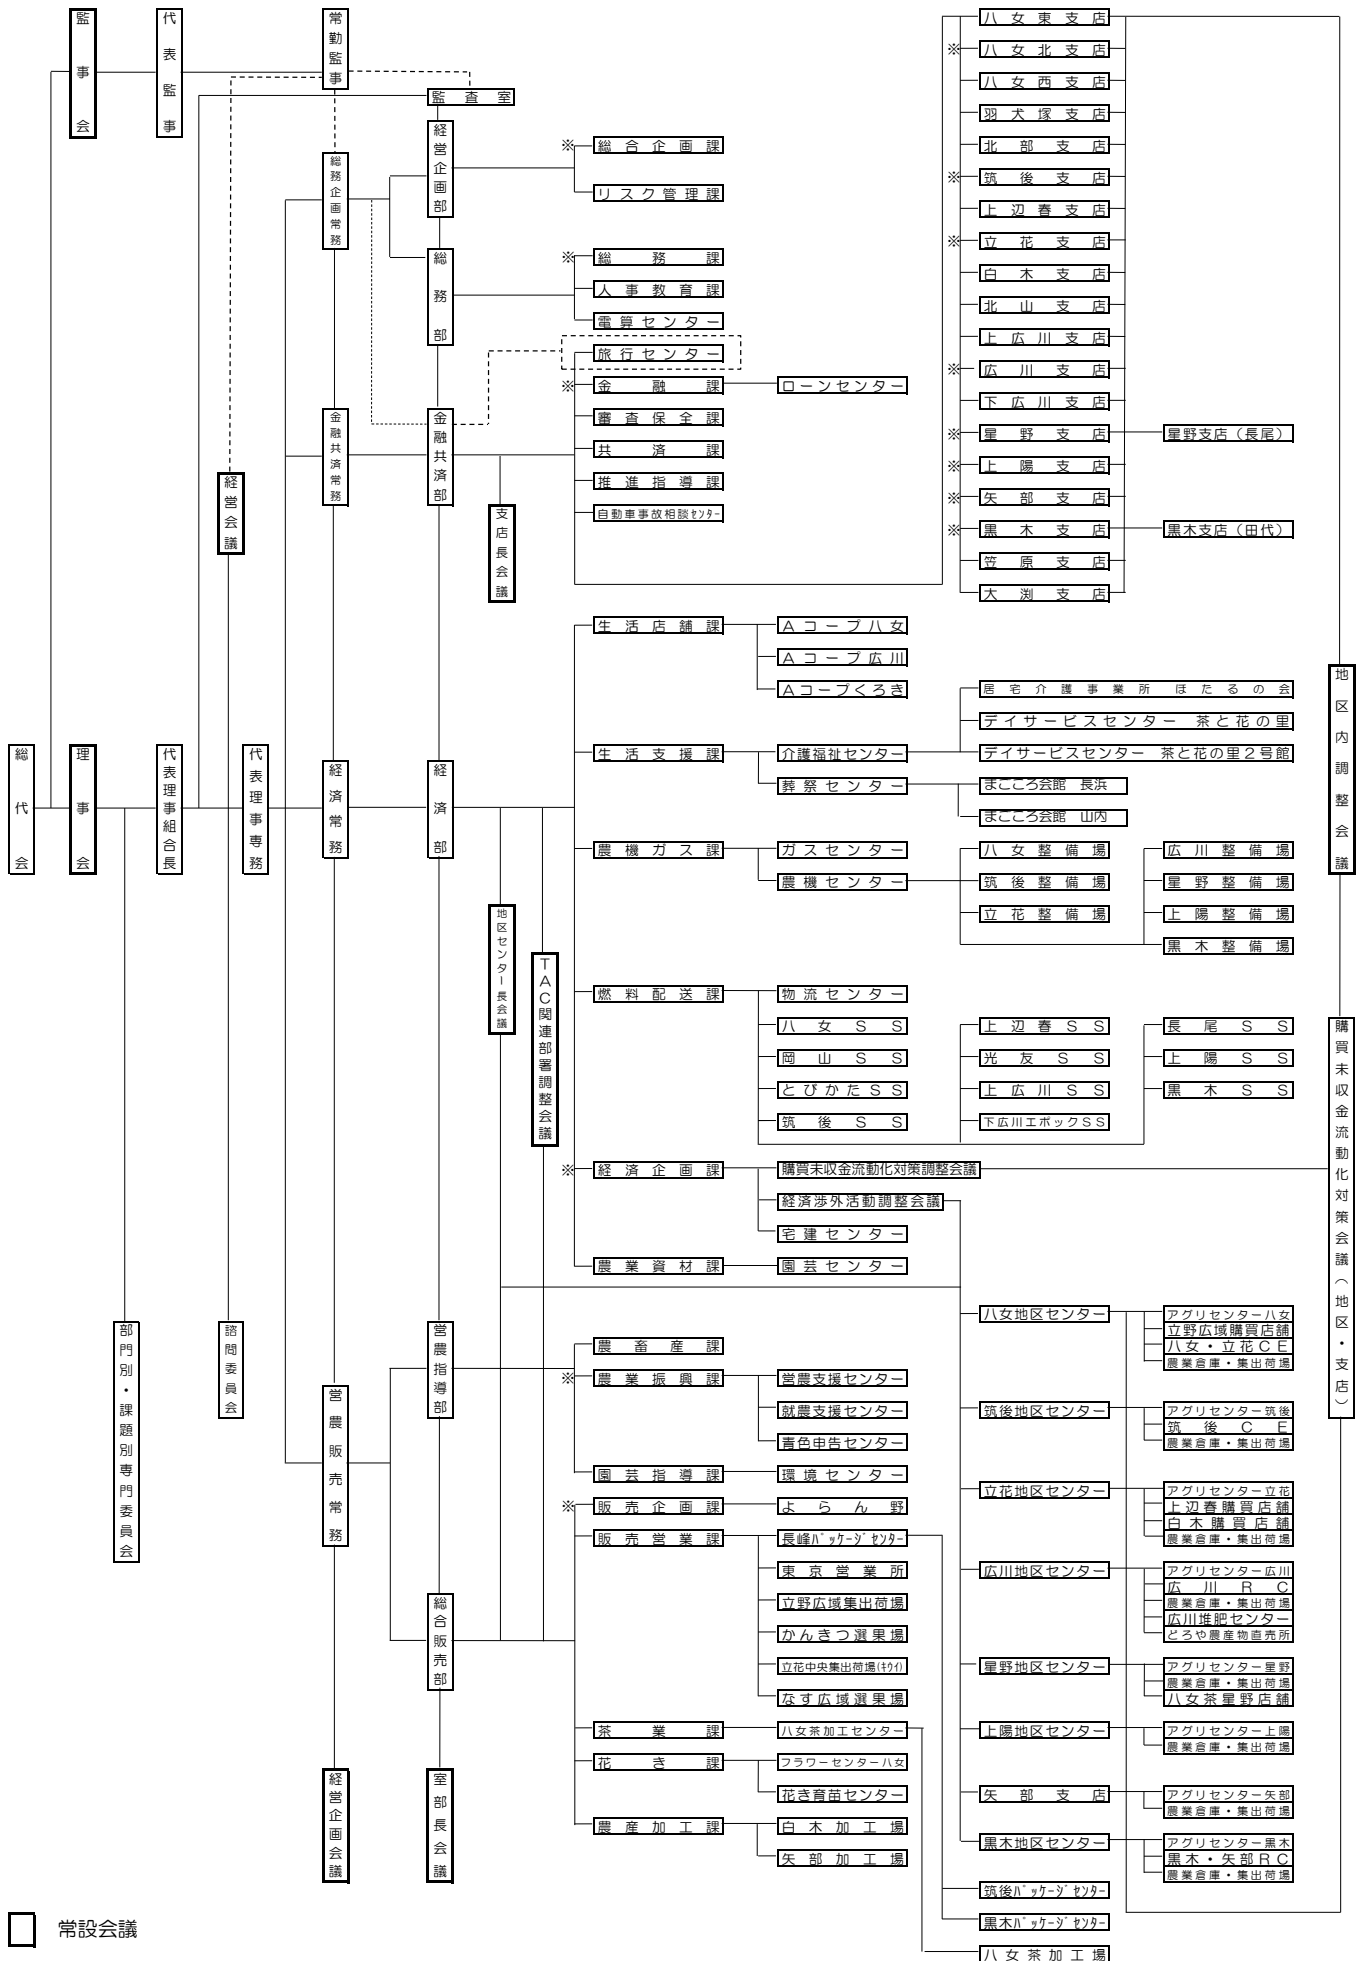 監事会
代表監事
常勤監事
監査室
経営企画部
総務企画常務
※
総合企画課
リスク管理課
総務部
※
総務課
人事教育課
電算センター
旅行センター
※
金融課
ローンセンター
審査保全課
共済課
推進指導課
自動車事故相談センター
金融共済常務
金融共済部
経営会議
支店長会議
八女東支店
※
八女北支店
八女西支店
羽犬塚支店
北部支店
※
筑後支店
上辺春支店
※
立花支店
白木支店
北山支店
上広川支店
※
広川支店
下広川支店
※
星野支店
星野支店（長尾）
※
上陽支店
※
矢部支店
※
黒木支店
黒木支店（田代）
笠原支店
大渕支店
総代会
理事会
代表理事組合長
代表理事専務
経済常務
経済部
生活店舗課
Ａコープ八女
Ａコープ広川
Ａコープくろき
生活支援課
介護福祉センター
居宅介護事業所　ほたるの会
デイサービスセンター　茶と花の里
デイサービスセンター　茶と花の里２号館
葬祭センター
まごころ会館　長浜
まごころ会館　山内
農機ガス課
ガスセンター
農機センター
八女整備場
筑後整備場
立花整備場
広川整備場
星野整備場
上陽整備場
黒木整備場
地区内調整会議
地区センター長会議
ＴＡＣ関連部署調整会議
燃料配送課
物流センター
八女ＳＳ
岡山ＳＳ
とびかたＳＳ
筑後ＳＳ
上辺春ＳＳ
光友ＳＳ
上広川ＳＳ
下広川エポックＳＳ
長尾ＳＳ
上陽ＳＳ
黒木ＳＳ
※
経済企画課
購買未収金流動化対策調整会議
経済渉外活動調整会議
宅建センター
農業資材課
園芸センター
購買未収金流動化対策会議（地区・支店）
部門別・課題別専門委員会
諮問委員会
営農販売常務
営農指導部
農畜産課
※
農業振興課
営農支援センター
就農支援センター
青色申告センター
園芸指導課
環境センター
総合販売部
※
販売企画課
よらん野
販売営業課
長峰ﾊﾟｯｹｰｼﾞｾﾝﾀｰ
東京営業所
立野広域集出荷場
かんきつ選果場
立花中央集出荷場(ｷｳｲ)
なす広域選果場
茶業課
八女茶加工センター
花き課
フラワーセンター八女
花き育苗センター
農産加工課
白木加工場
矢部加工場
八女地区センター
アグリセンター八女
立野広域購買店舗
八女・立花ＣＥ
農業倉庫・集出荷場
筑後地区センター
アグリセンター筑後
筑後ＣＥ
農業倉庫・集出荷場
立花地区センター
アグリセンター立花
上辺春購買店舗
白木購買店舗
農業倉庫・集出荷場
広川地区センター
アグリセンター広川
広川ＲＣ
農業倉庫・集出荷場
広川堆肥センター
どろや農産物直売所
星野地区センター
アグリセンター星野
農業倉庫・集出荷場
八女茶星野店舗
上陽地区センター
アグリセンター上陽
農業倉庫・集出荷場
矢部支店
アグリセンター矢部
農業倉庫・集出荷場
黒木地区センター
アグリセンター黒木
黒木・矢部ＲＣ
農業倉庫・集出荷場
筑後ﾊﾟｯｹｰｼﾞｾﾝﾀｰ
黒木ﾊﾟｯｹｰｼﾞｾﾝﾀｰ
八女茶加工場
経営企画会議
室部長会議
常設会議